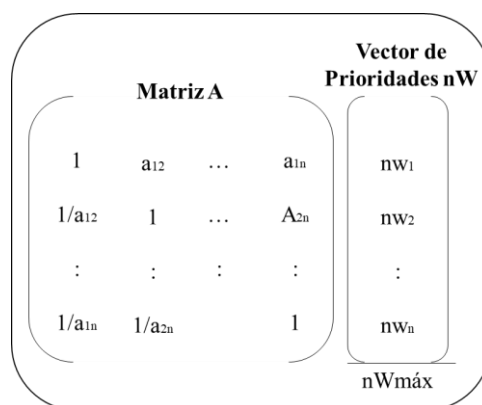 Vector de
Prioridades nW
Matriz A
1 a12 … a1n nw1
1/a12 1 … A2n nw2
: : : : :
1/a1n 1/a2n 1 nwn
nWmáx